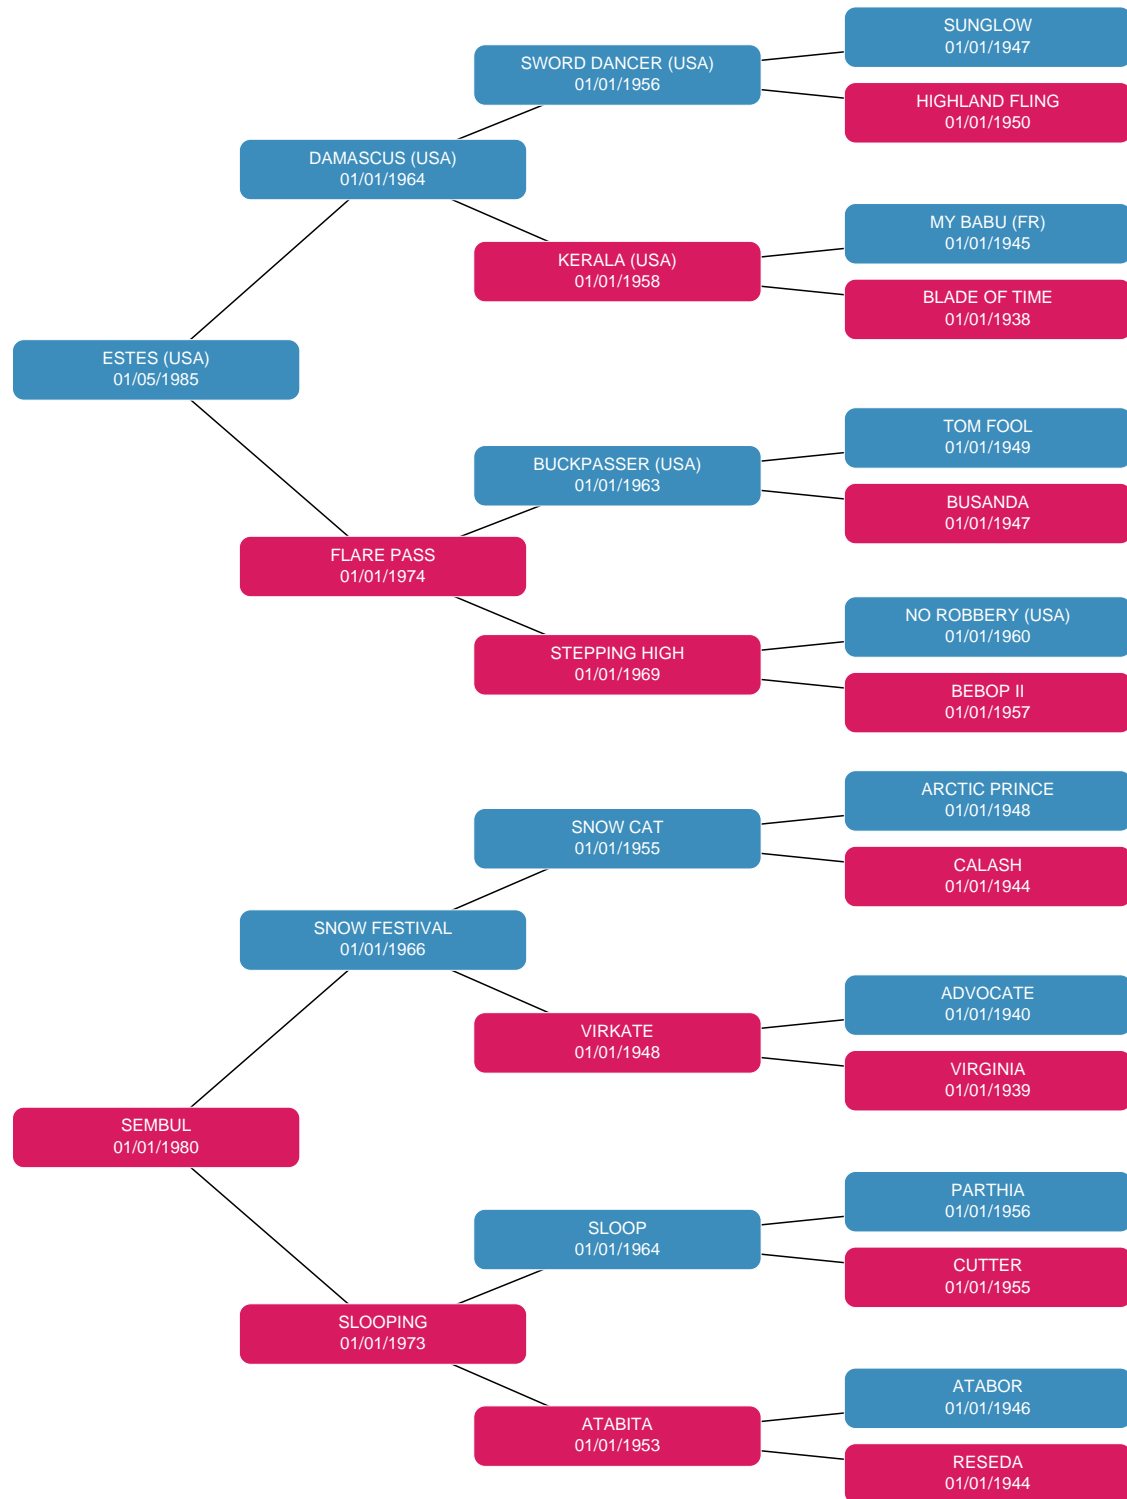 SUNGLOW
01/01/1947
SWORD DANCER (USA)
01/01/1956
HIGHLAND FLING
01/01/1950
DAMASCUS (USA)
01/01/1964
MY BABU (FR)
01/01/1945
KERALA (USA)
01/01/1958
BLADE OF TIME
01/01/1938
ESTES (USA)
01/05/1985
TOM FOOL
01/01/1949
BUCKPASSER (USA)
01/01/1963
BUSANDA
01/01/1947
FLARE PASS
01/01/1974
NO ROBBERY (USA)
01/01/1960
STEPPING HIGH
01/01/1969
BEBOP II
01/01/1957
ARCTIC PRINCE
01/01/1948
SNOW CAT
01/01/1955
CALASH
01/01/1944
SNOW FESTIVAL
01/01/1966
ADVOCATE
01/01/1940
VIRKATE
01/01/1948
VIRGINIA
01/01/1939
SEMBUL
01/01/1980
PARTHIA
01/01/1956
SLOOP
01/01/1964
CUTTER
01/01/1955
SLOOPING
01/01/1973
ATABOR
01/01/1946
ATABITA
01/01/1953
RESEDA
01/01/1944